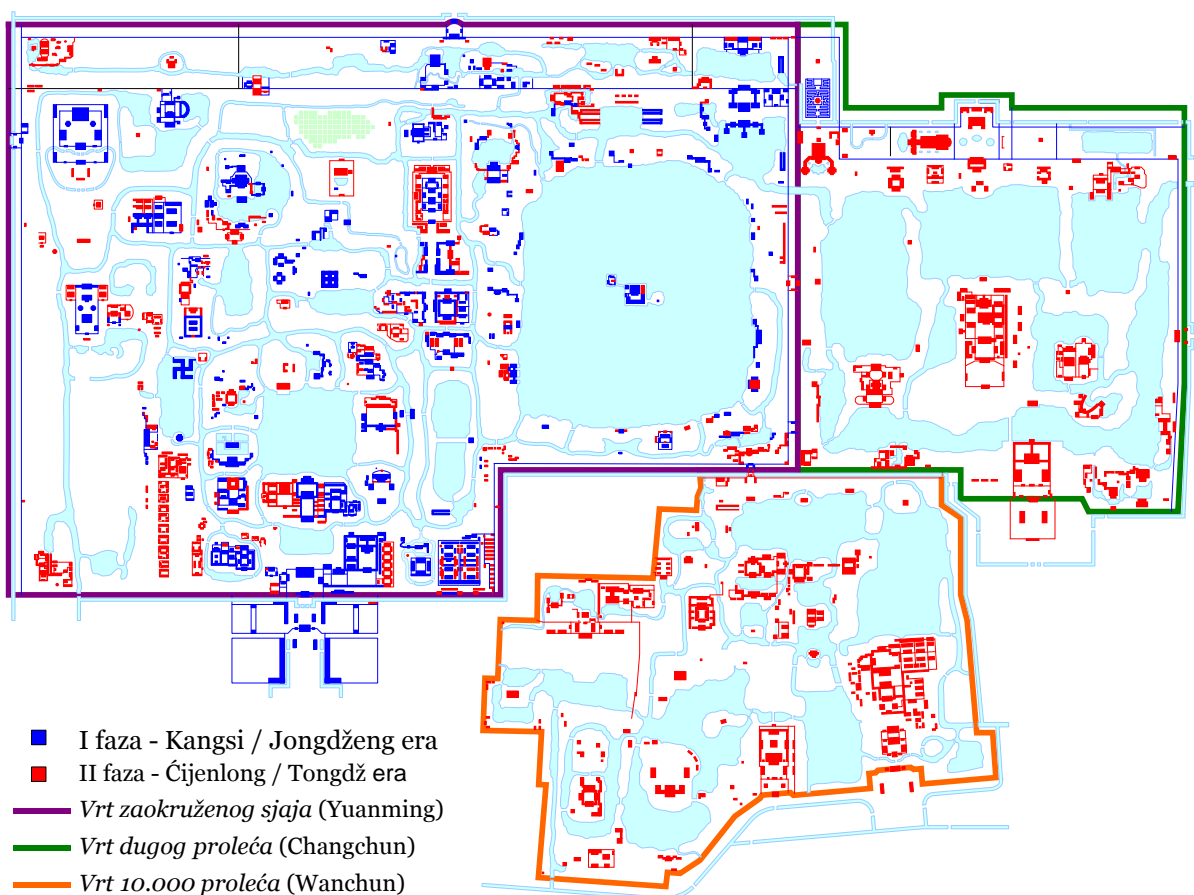 I faza - Kangsi / Jongdženg era
II faza - Ćijenlong / Tongdž era
Vrt zaokruženog sjaja (Yuanming)
Vrt dugog proleća (Changchun)
Vrt 10.000 proleća (Wanchun)